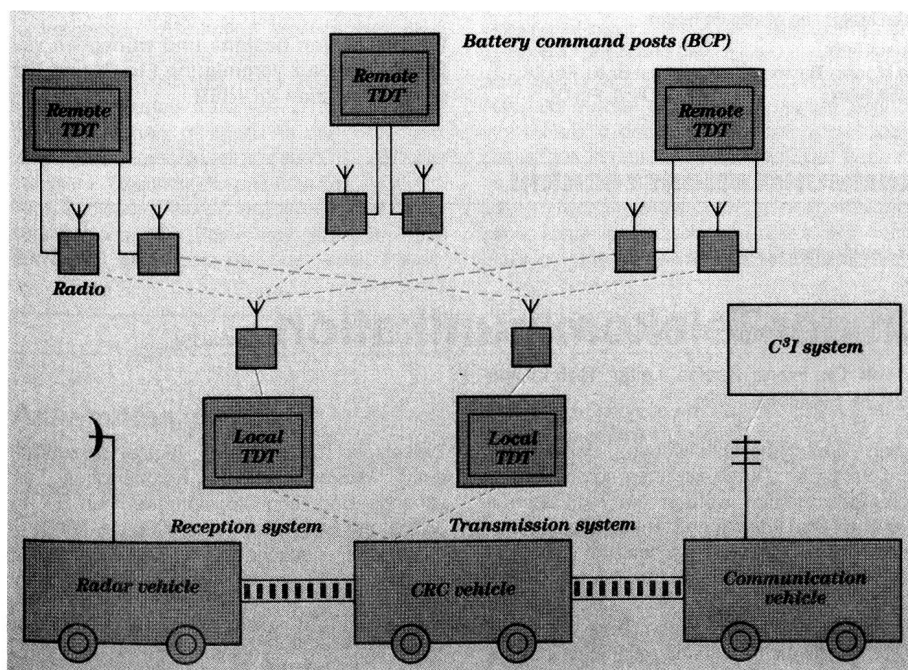 Battery command posts (BCP)
Remote
TDT
Remote
TDT
Remote
TDT
Radio
C³I system
Local
TDT
Local
TDT
Reception system
Transmission system
Radar vehicle
CRC vehicle
Communication
vehicle